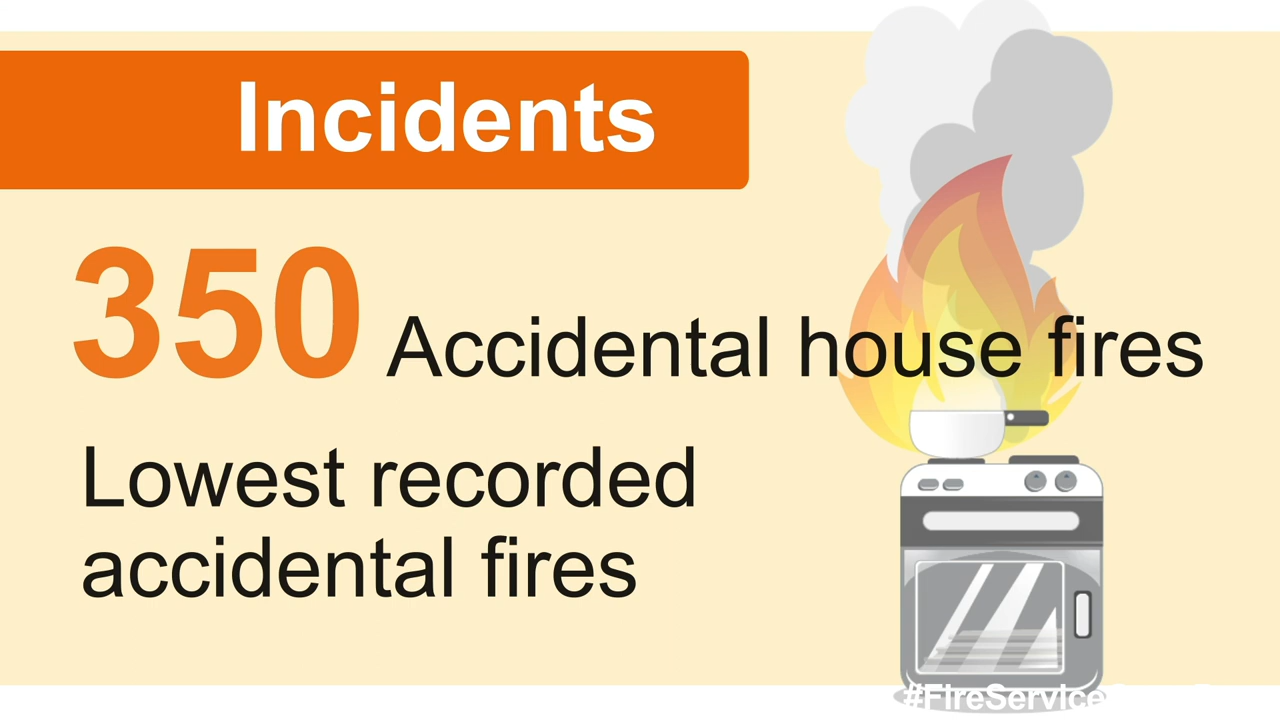 Incidents
350 Accidental house fires
Lowest recorded
accidental fires
#FireService